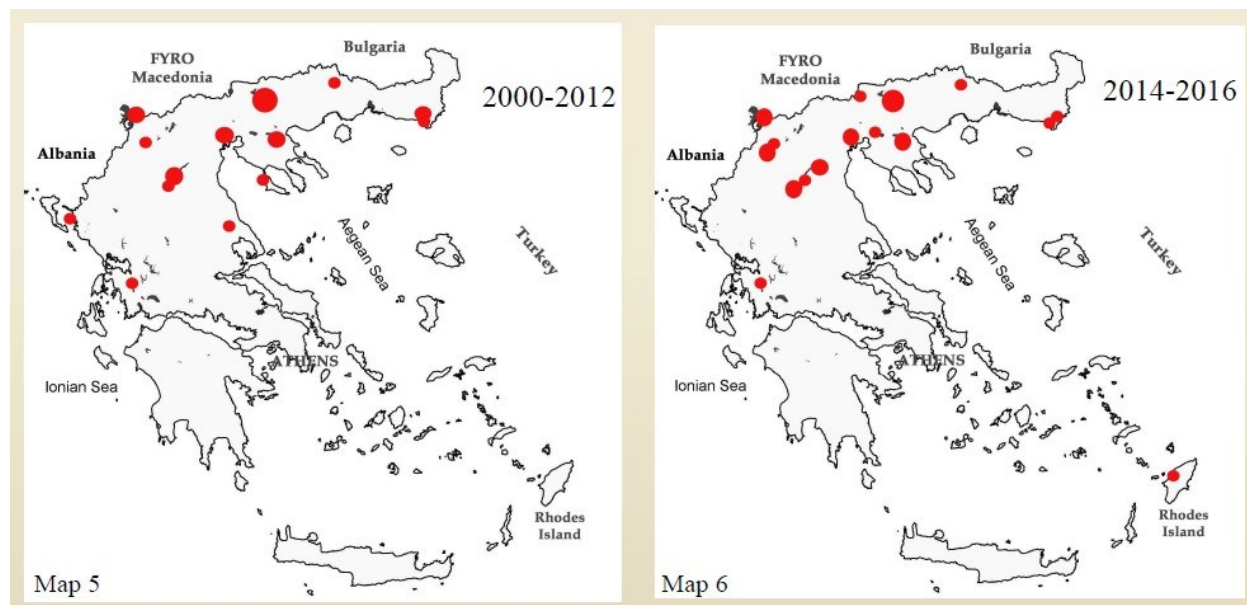 Bulgaria
FYRO
Macedonia
2000-2012
Albania
Aegean Sea
Turkey
ATHENS
Ionian Sea
Rhodes
Island
Map 5
Bulgaria
FYRO
Macedonia
2014-2016
Albania
Aegean Sea
Turkey
ATHENS
Ionian Sea
Rhodes
Island
Map 6